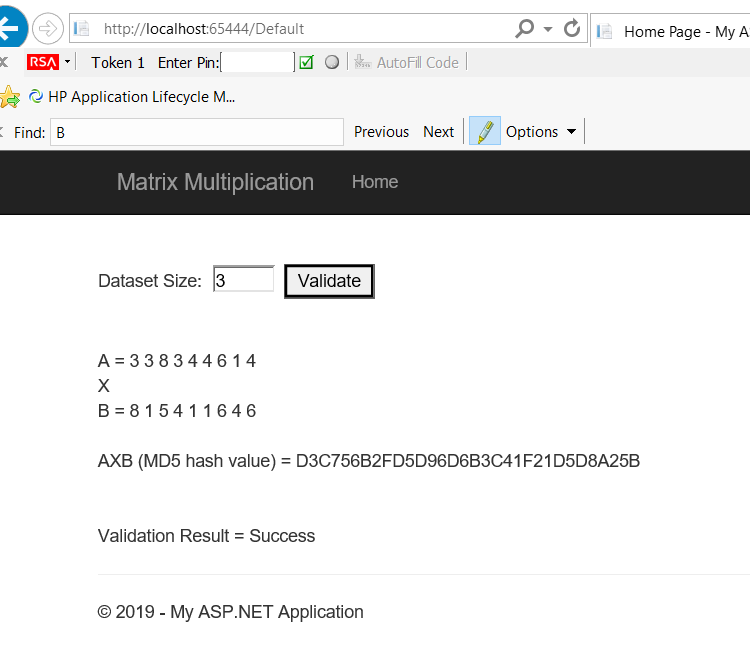 http://localhost:65444/Default
Home Page - My A
x RSA Token 1 Enter Pin: AutoFill Code
HP Application Lifecycle M...
Find: B Previous Next Options
Matrix Multiplication Home
Dataset Size: 3 Validate
A = 3 3 8 3 4 4 6 1 4
X
B = 8 1 5 4 1 1 6 4 6
AXB (MD5 hash value) = D3C756B2FD5D96D6B3C41F21D5D8A25B
Validation Result = Success
© 2019 - My ASP.NET Application